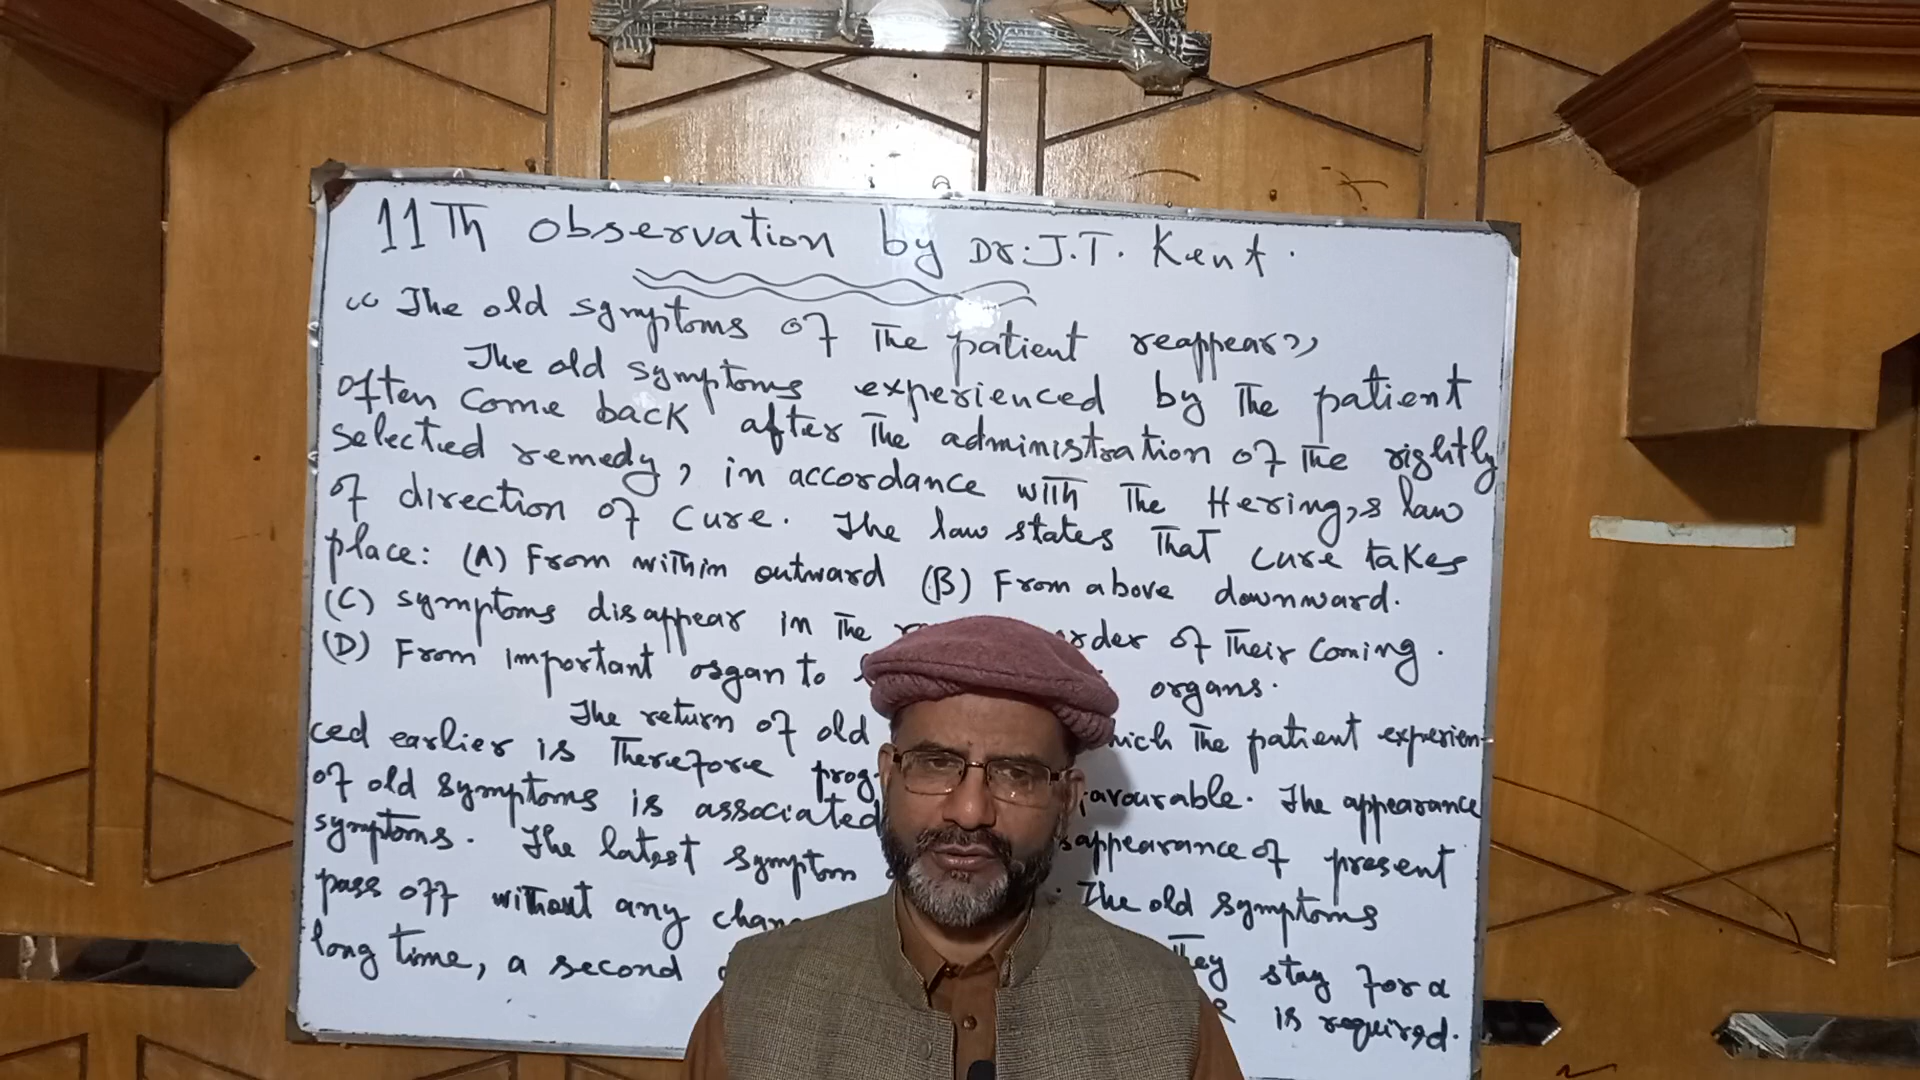 11Th observation by Dr: J.T. Kent.
"The old symptoms of The patient reappear"
The old symptoms experienced by The patient
often come back after The administration of The rightly
selected remedy, in accordance with The Hering,s law
of direction of cure. The law states That cure takes
place: (A) From within outward (B) From above downward.
(C) symptoms disappear in The order of Their coming.
(D) From important organ to organs.
The return of old The patient experien-
ced earlier is Therefore favourable. The appearance
of old symptoms is associated disappearance of present
symptoms. The latest symptom The old symptoms
pass off without any They stay for a
long time, a second is required.